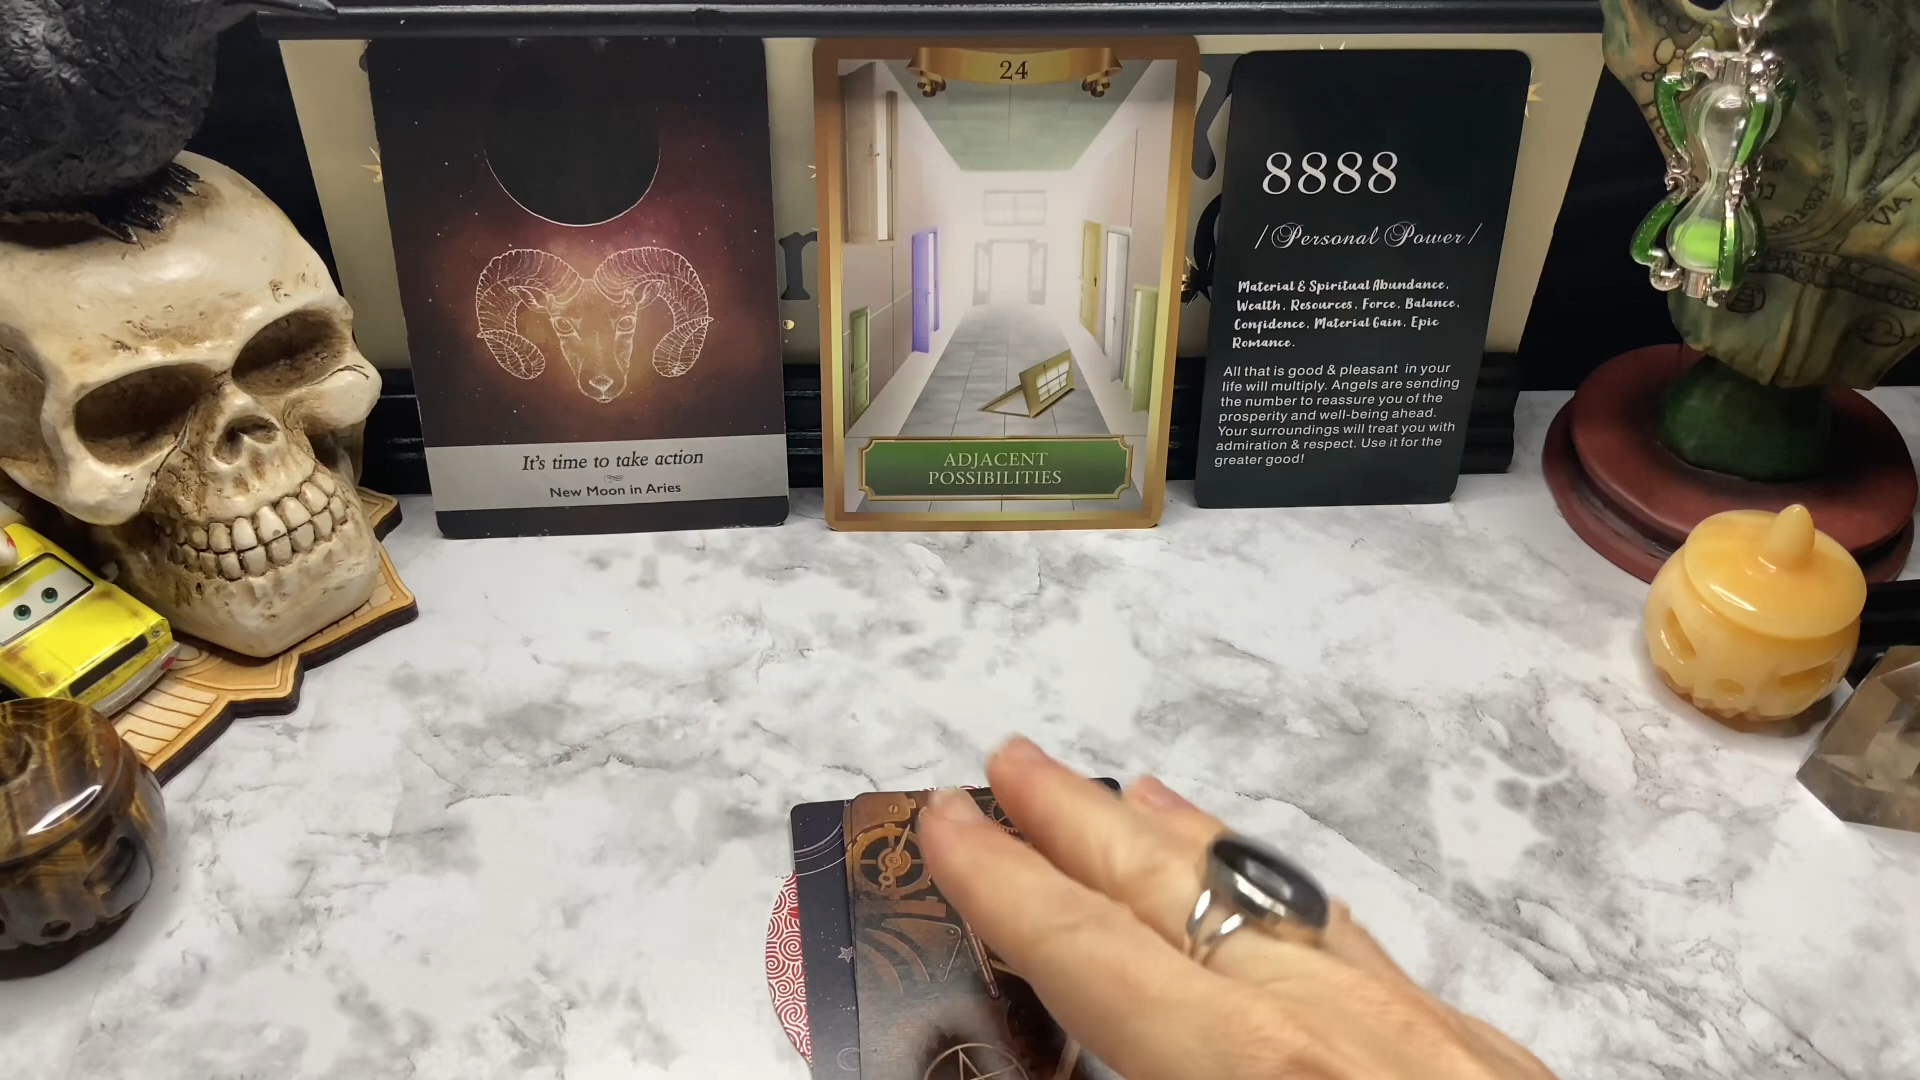 It's time to take action
New Moon in Aries
24
ADJACENT
POSSIBILITIES
8888
/Personal Power/
Material & Spiritual Abundance,
Wealth, Resources, Force, Balance,
Confidence, Material Gain, Epic
Romance.
All that is good & pleasant in your
life will multiply. Angels are sending
the number to reassure you of the
prosperity and well-being ahead.
Your surroundings will treat you with
admiration & respect. Use it for the
greater good!
VIA